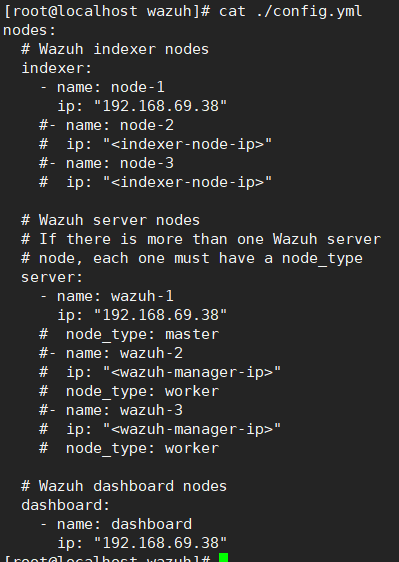 [root@localhost wazuh]# cat ./config.yml
nodes:
  # Wazuh indexer nodes
  indexer:
    - name: node-1
      ip: "192.168.69.38"
    #- name: node-2
    #  ip: "<indexer-node-ip>"
    #- name: node-3
    #  ip: "<indexer-node-ip>"

  # Wazuh server nodes
  # If there is more than one Wazuh server
  # node, each one must have a node_type
  server:
    - name: wazuh-1
      ip: "192.168.69.38"
    #  node_type: master
    #- name: wazuh-2
    #  ip: "<wazuh-manager-ip>"
    #  node_type: worker
    #- name: wazuh-3
    #  ip: "<wazuh-manager-ip>"
    #  node_type: worker

  # Wazuh dashboard nodes
  dashboard:
    - name: dashboard
      ip: "192.168.69.38"
[root@localhost wazuh]#